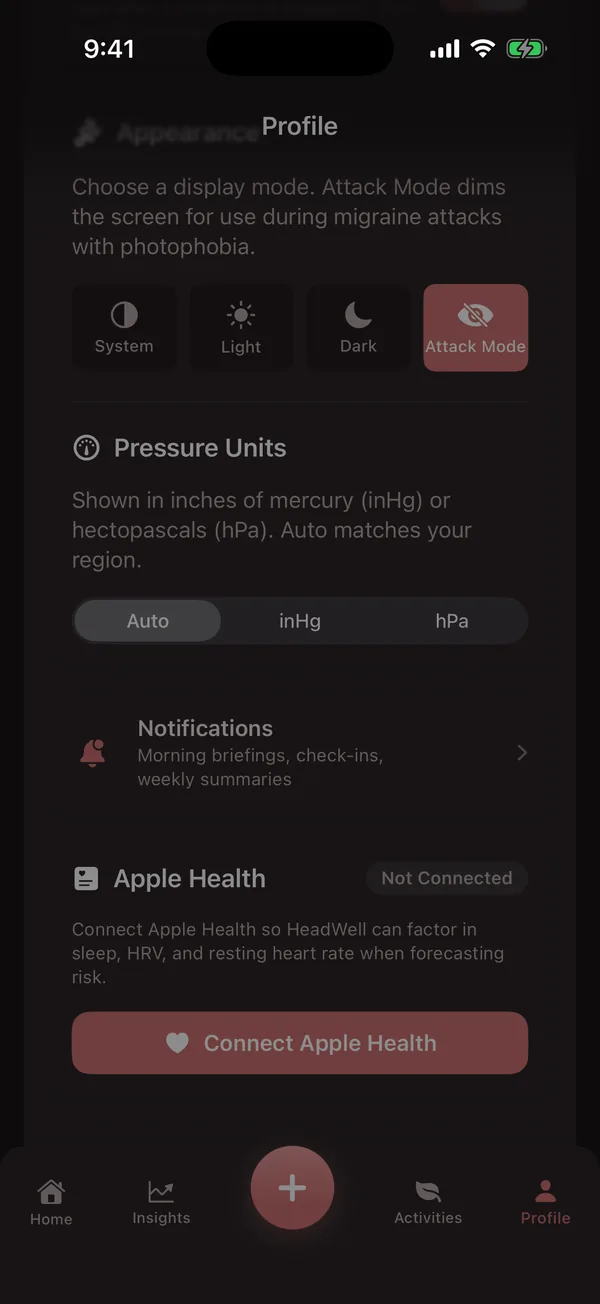 9:41
Profile
Appearance
Choose a display mode. Attack Mode dims
the screen for use during migraine attacks
with photophobia.
System
Light
Dark
Attack Mode
Pressure Units
Shown in inches of mercury (inHg) or
hectopascals (hPa). Auto matches your
region.
Auto
inHg
hPa
Notifications
Morning briefings, check-ins,
weekly summaries
Apple Health
Not Connected
Connect Apple Health so HeadWell can factor in
sleep, HRV, and resting heart rate when forecasting
risk.
Connect Apple Health
Home
Insights
Activities
Profile